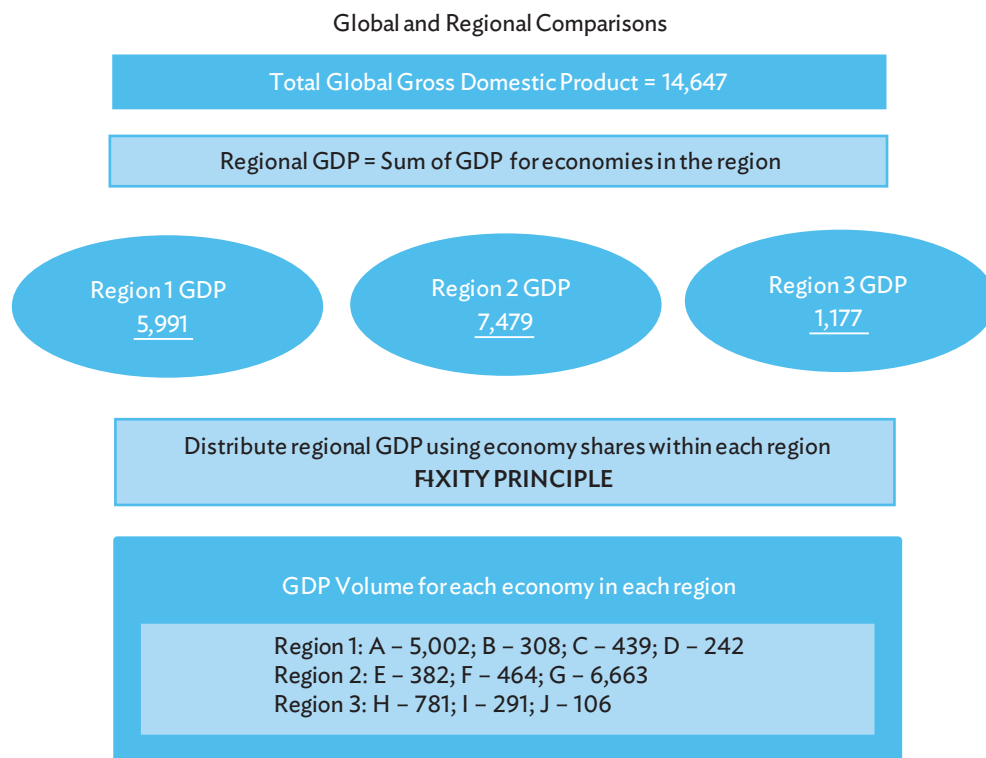 Global and Regional Comparisons
Total Global Gross Domestic Product = 14,647
Regional GDP = Sum of GDP for economies in the region
Region 1 GDP
5,991
Region 2 GDP
7,479
Region 3 GDP
1,177
Distribute regional GDP using economy shares within each region
FIXITY PRINCIPLE
GDP Volume for each economy in each region
Region 1: A – 5,002; B – 308; C – 439; D – 242
Region 2: E – 382; F – 464; G – 6,663
Region 3: H – 781; I – 291; J – 106